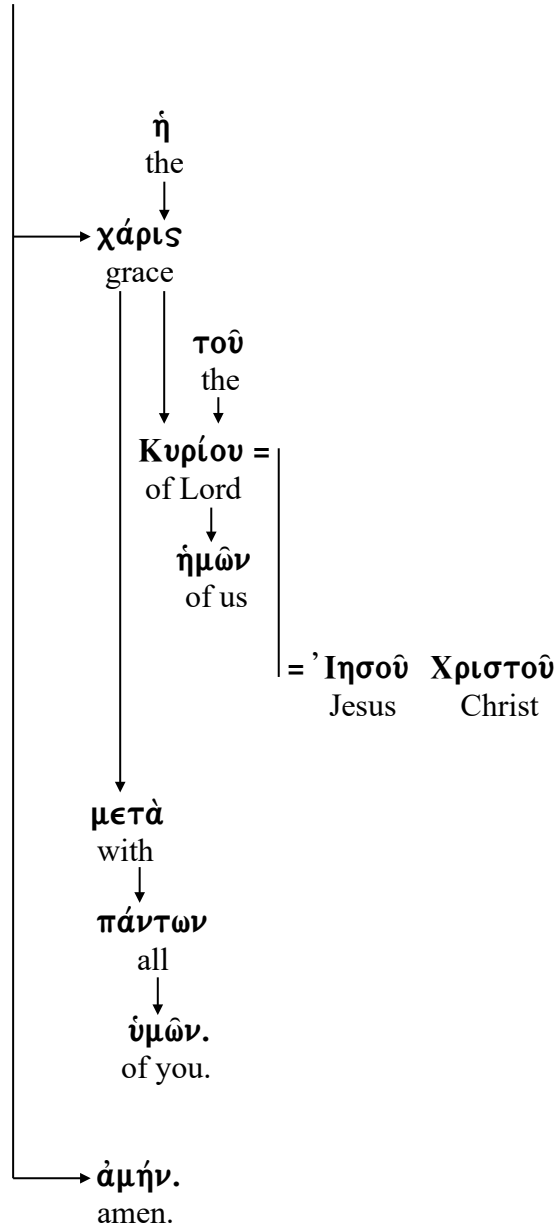 ἡ
the
χάρις
grace
τοῦ
the
Κυρίου =
of Lord
ἡμῶν
of us
= Ἰησοῦ Χριστοῦ
Jesus Christ
μετὰ
with
πάντων
all
ὑμῶν.
of you.
ἀμήν.
amen.